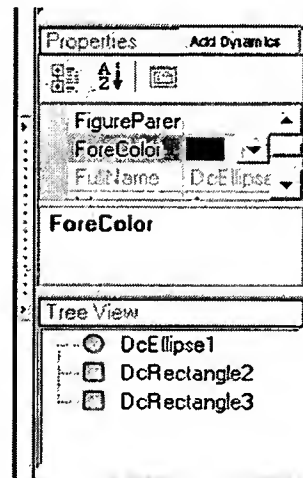 Properties Add Dynamics
FigureParer
ForeColor
FullName DcEllipse
ForeColor
Tree View
DcEllipse1
DcRectangle2
DcRectangle3